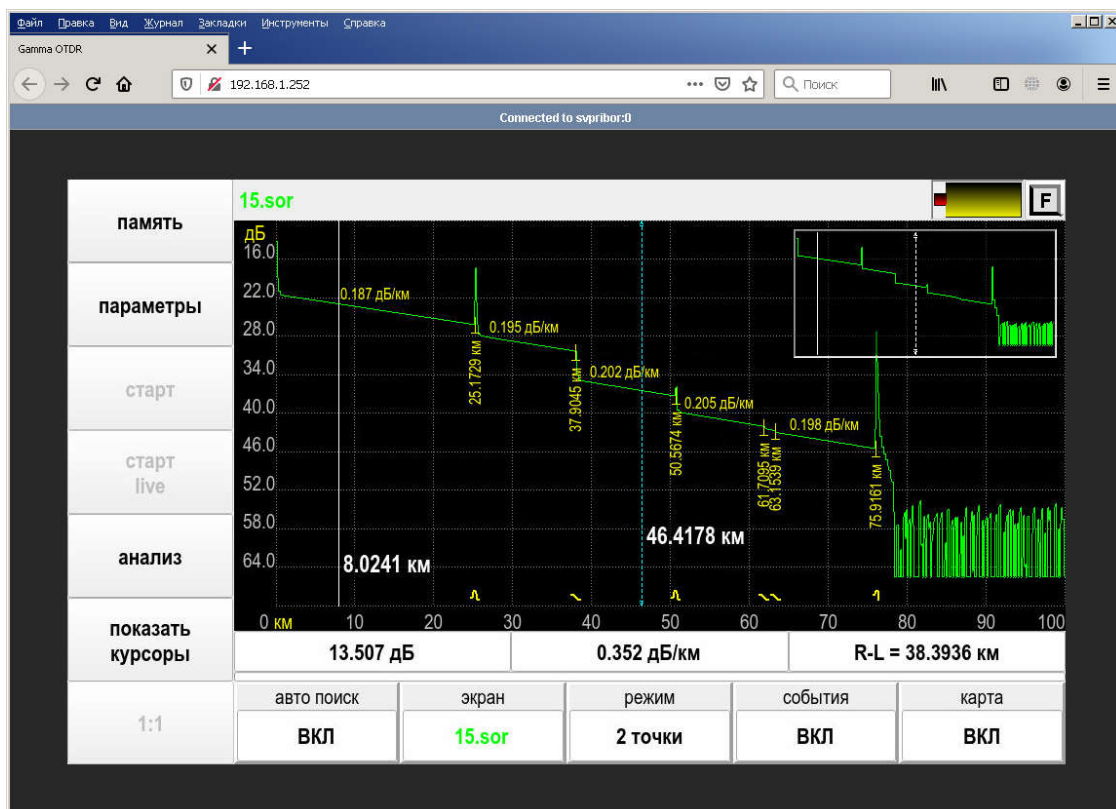 Файл Правка Вид Журнал Закладки Инструменты Справка
Gamma OTDR
192.168.1.252
Поиск
Connected to svpribor:0
память
параметры
старт
старт
live
анализ
показать
курсоры
1:1
15.sor
F
дБ
16.0
22.0
28.0
34.0
40.0
46.0
52.0
58.0
64.0
0.187 дБ/км
0.195 дБ/км
0.202 дБ/км
0.205 дБ/км
0.198 дБ/км
25.1729 км
37.9045 км
50.5674 км
61.7095 км
63.1539 км
75.9161 км
8.0241 км
46.4178 км
0 км 10 20 30 40 50 60 70 80 90 100
13.507 дБ 0.352 дБ/км R-L = 38.3936 км
авто поиск экран режим события карта
ВКЛ 15.sor 2 точки ВКЛ ВКЛ